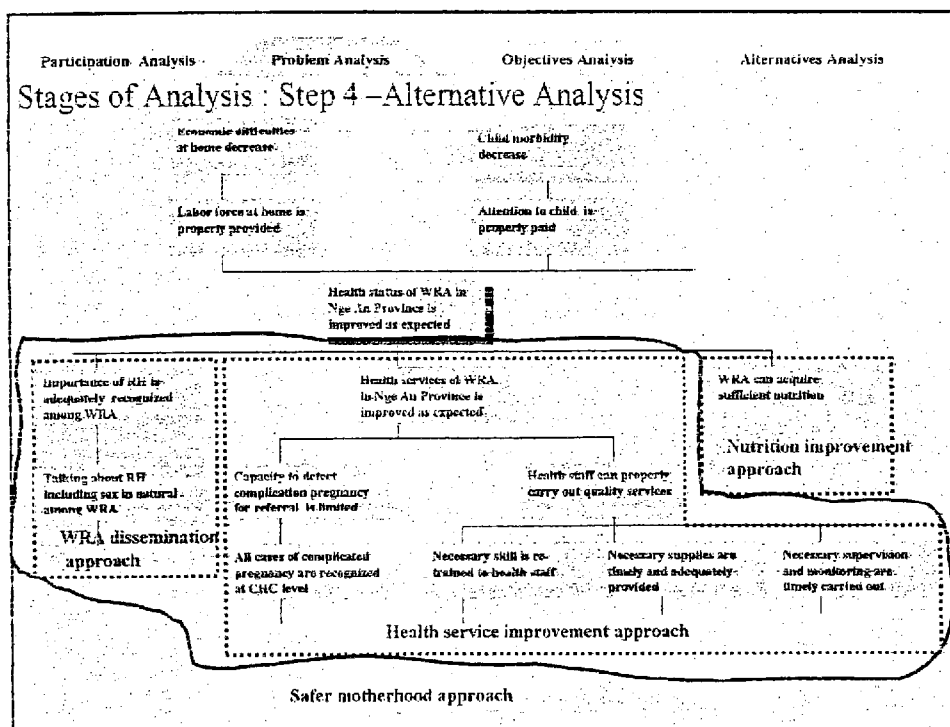 Participation Analysis Problem Analysis Objectives Analysis Alternatives Analysis
Stages of Analysis : Step 4 –Alternative Analysis
Economic difficulties
at home decrease
Child morbidity
decrease
Labor force at home is
property provided
Attention to child is
property paid
Health status of WRA in
Nge An Province is
improved as expected
Importance of RH is
adequately recognized
among WRA
Health services of WRA
in Nge An Province is
improved as expected
WRA can acquire
sufficient nutrition
Nutrition improvement
approach
Talking about RH
including sex in natural
among WRA
WRA dissemination
approach
Capacity to detect
complication pregnancy
for referral is limited
Health staff can property
carry out quality services
All cases of complicated
pregnancy are recognized
at CHC level
Necessary skill is re-
trained to health staff
Necessary supplies are
timely and adequately
provided
Necessary supervision
and monitoring are
timely carried out
Health service improvement approach
Safer motherhood approach